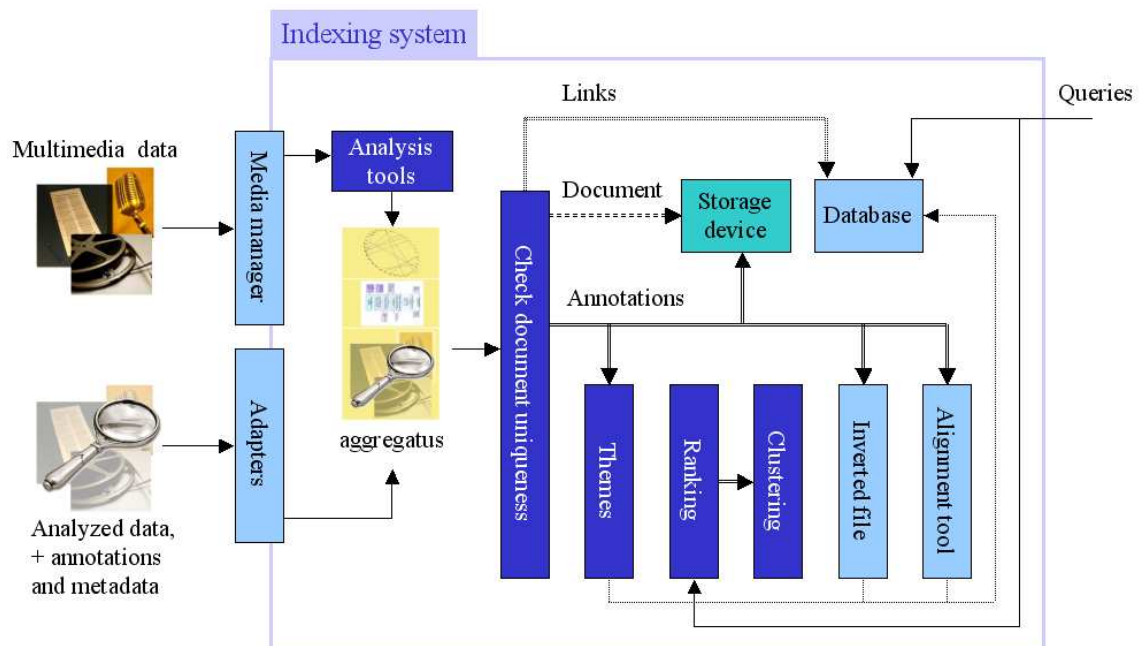 Indexing system
Links
Queries
Multimedia data
Media manager
Analysis
tools
Document
Storage
device
Database
Check document uniqueness
Annotations
Adapters
aggregatus
Themes
Ranking
Clustering
Inverted file
Alignment tool
Analyzed data,
+ annotations
and metadata